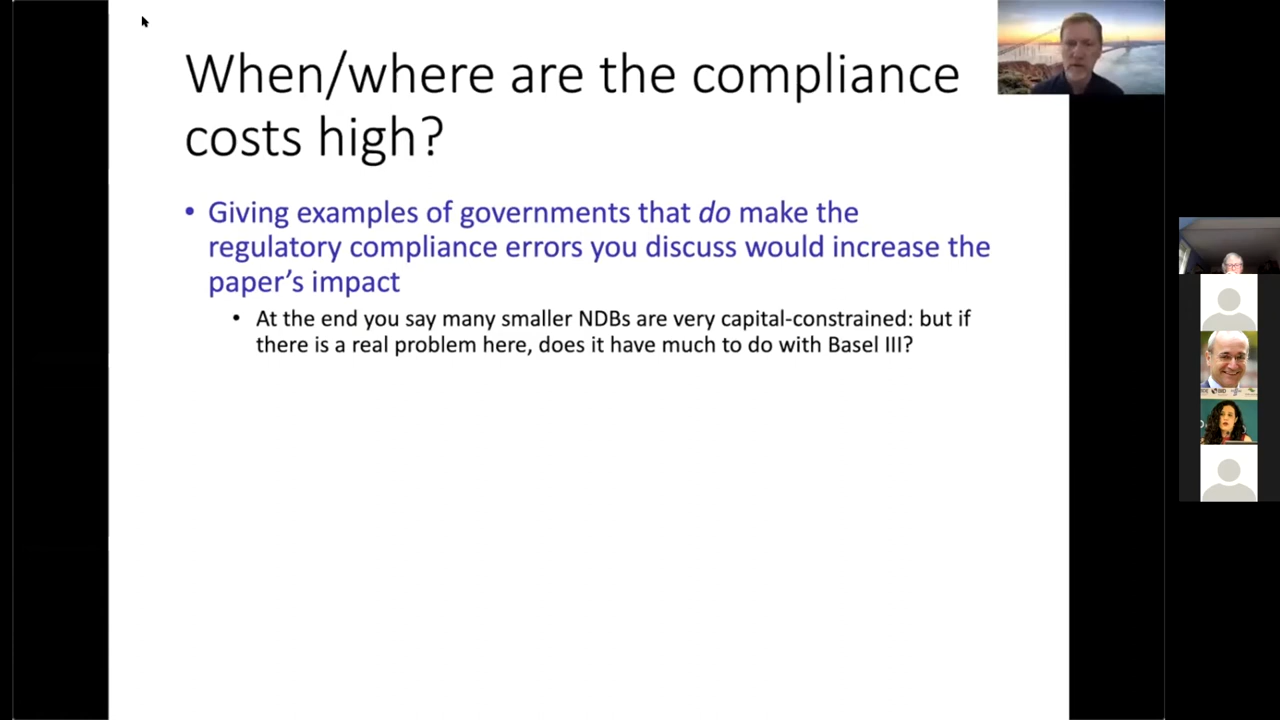 When/where are the compliance
costs high?
• Giving examples of governments that do make the
regulatory compliance errors you discuss would increase the
paper’s impact
• At the end you say many smaller NDBs are very capital-constrained: but if
there is a real problem here, does it have much to do with Basel III?